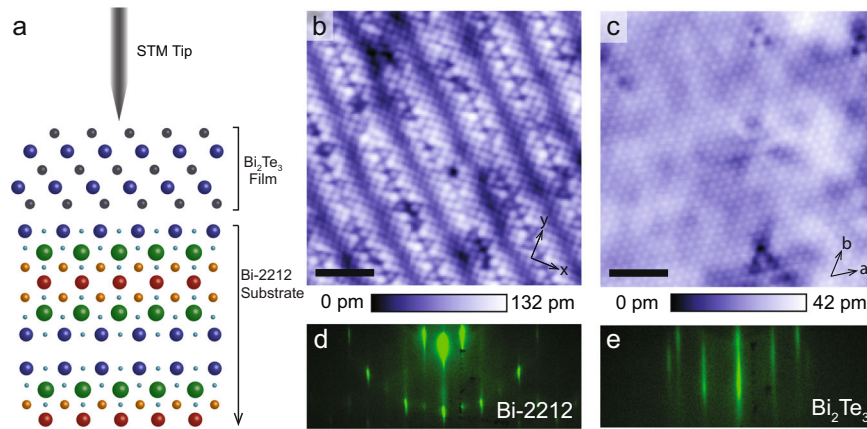 a
STM Tip
Bi₂Te₃
Film
Bi-2212
Substrate
b
y
x
0 pm 132 pm
c
b
a
0 pm 42 pm
d
Bi-2212
e
Bi₂Te₃